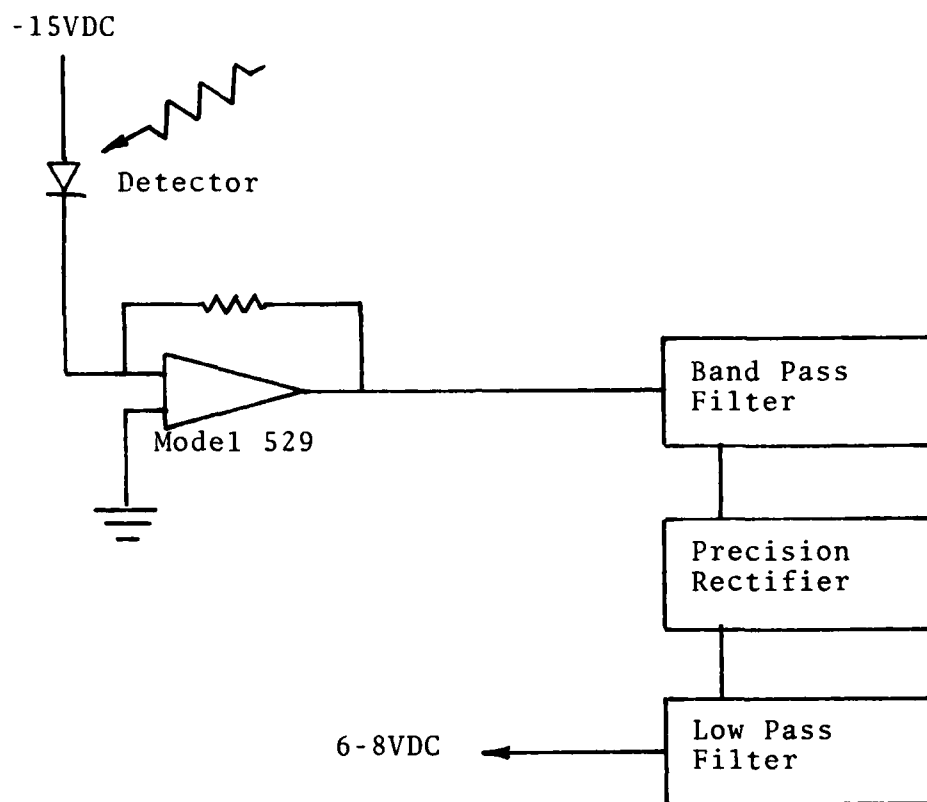 -15VDC
Detector
Model 529
Band Pass
Filter
Precision
Rectifier
Low Pass
Filter
6-8VDC